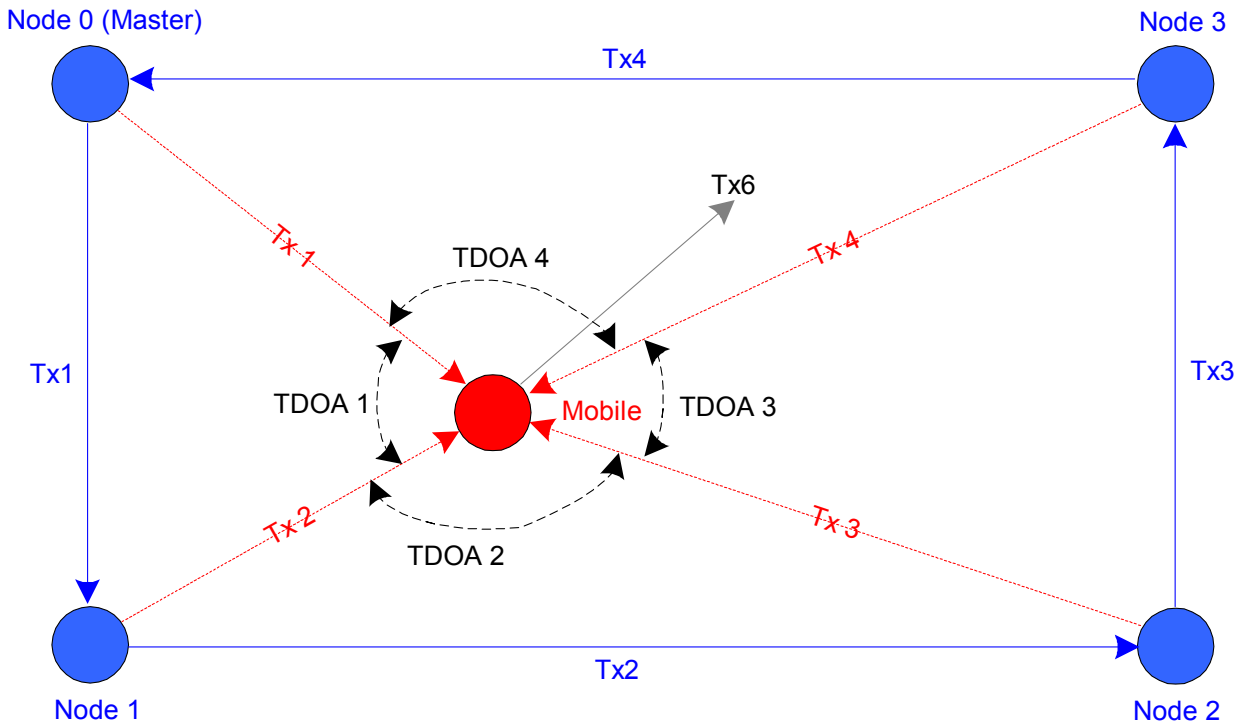 Node 0 (Master)
Node 3
Tx4
Tx6
Tx 1
Tx 4
TDOA 4
Tx1
TDOA 1
Mobile
TDOA 3
Tx3
Tx 2
Tx 3
TDOA 2
Tx2
Node 1
Node 2